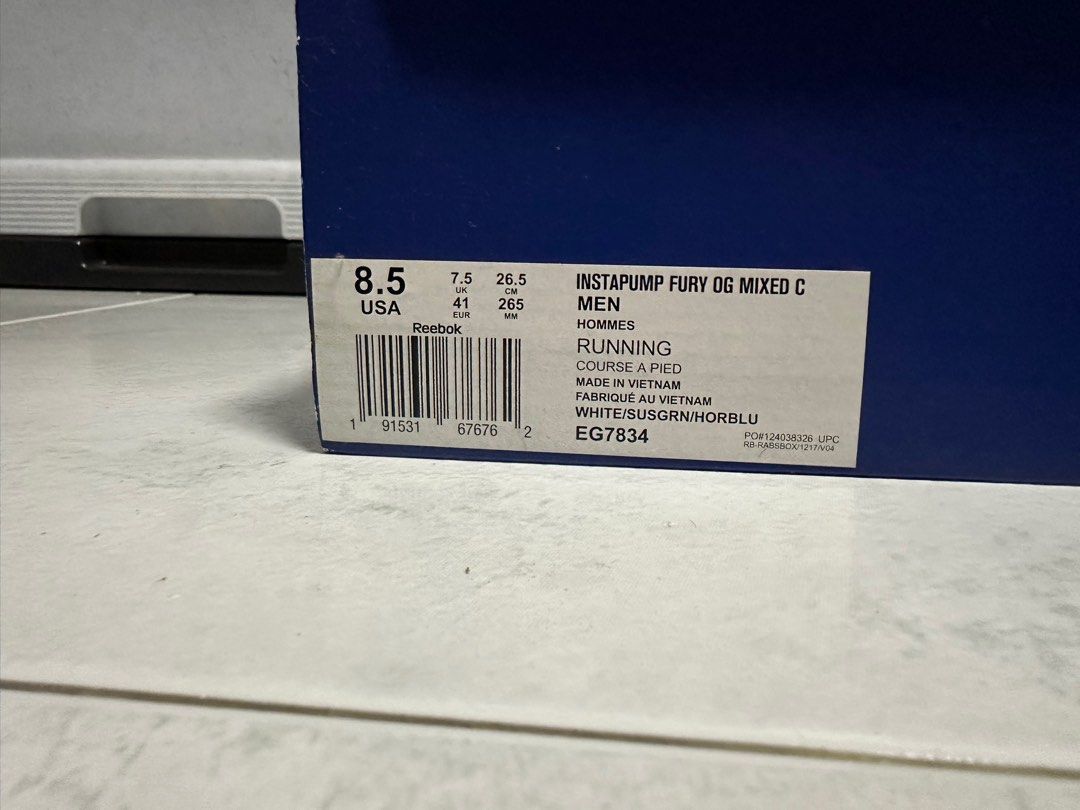 8.5
USA
7.5
UK
26.5
CM
41
EUR
265
MM
Reebok
1 91531 67676 2
INSTAPUMP FURY OG MIXED C
MEN
HOMMES
RUNNING
COURSE A PIED
MADE IN VIETNAM
FABRIQUÉ AU VIETNAM
WHITE/SUSGRN/HORBLU
EG7834
PO#124038326 UPC
RB-RABSBOX/1217/V04